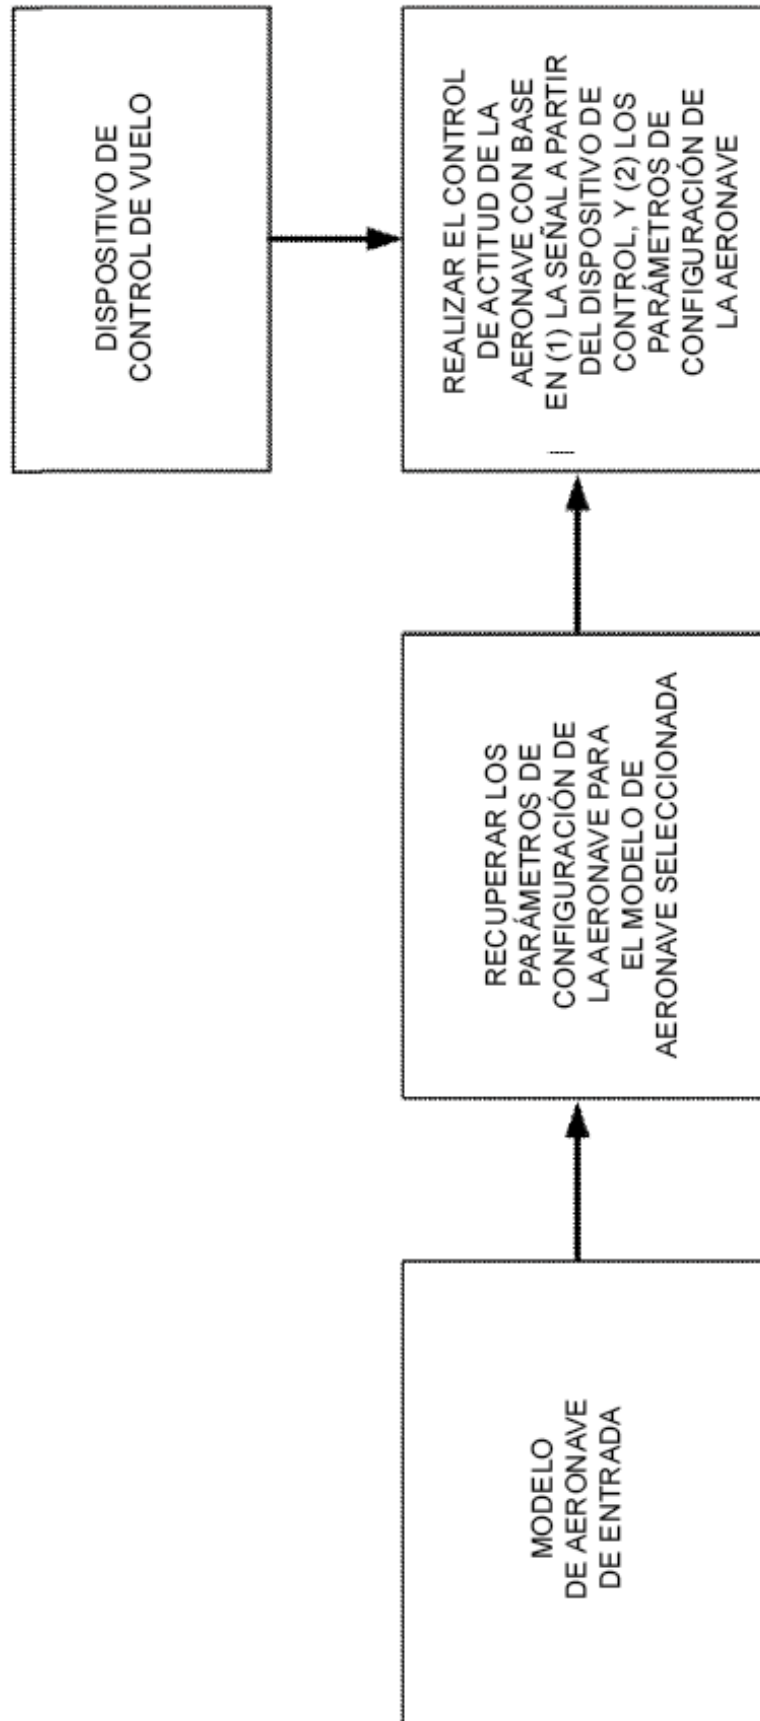 MODELO
DE AERONAVE
DE ENTRADA
RECUPERAR LOS
PARÁMETROS DE
CONFIGURACIÓN DE
LA AERONAVE PARA
EL MODELO DE
AERONAVE SELECCIONADA
DISPOSITIVO DE
CONTROL DE VUELO
REALIZAR EL CONTROL
DE ACTITUD DE LA
AERONAVE CON BASE
EN (1) LA SEÑAL A PARTIR
DEL DISPOSITIVO DE
CONTROL, Y (2) LOS
PARÁMETROS DE
CONFIGURACIÓN DE
LA AERONAVE